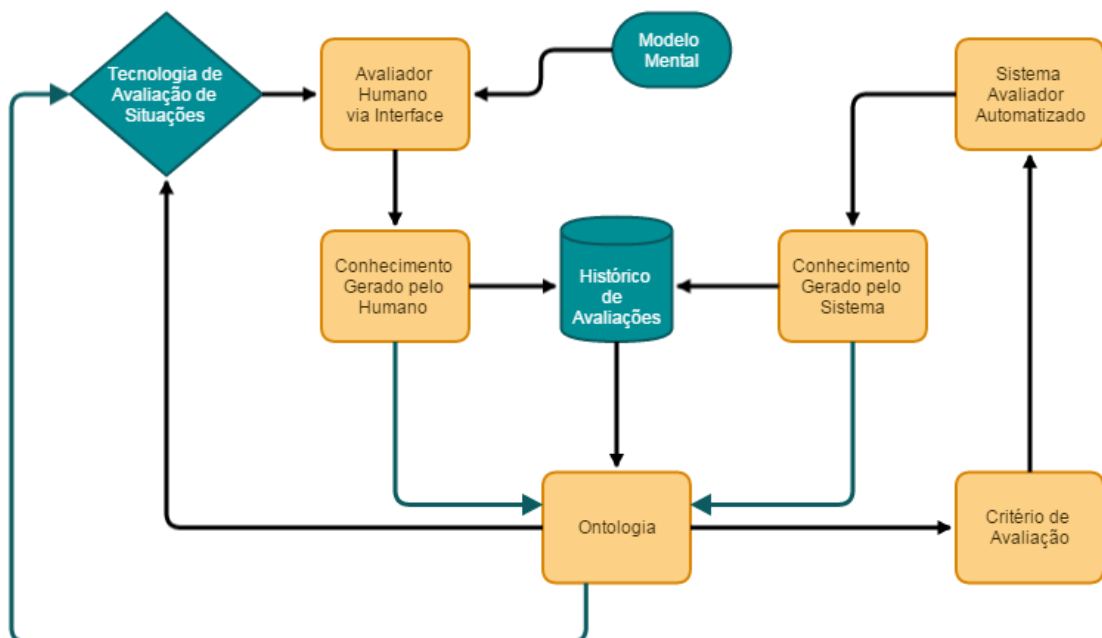 Tecnologia de
Avaliação de
Situações
Avaliador
Humano
via Interface
Modelo
Mental
Sistema
Avaliador
Automatizado
Conhecimento
Gerado pelo
Humano
Histórico
de
Avaliações
Conhecimento
Gerado pelo
Sistema
Ontologia
Critério de
Avaliação